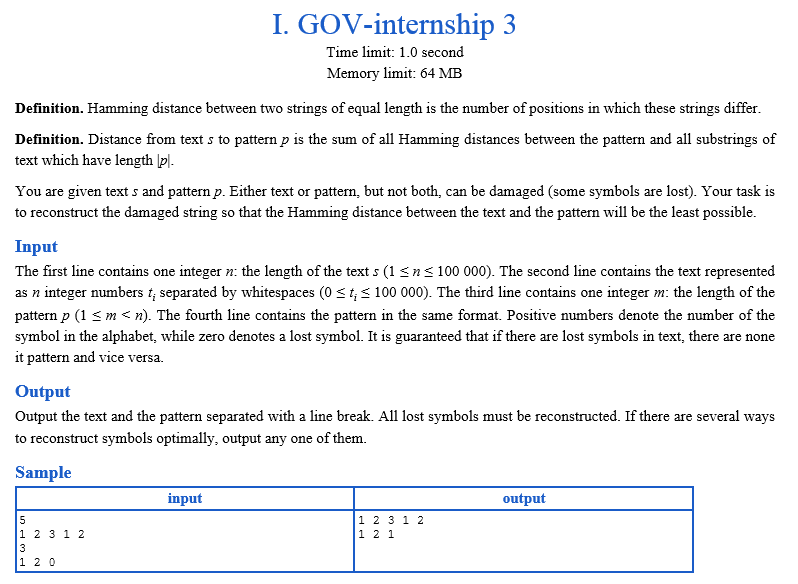 I. GOV-internship 3
Time limit: 1.0 second
Memory limit: 64 MB
Definition. Hamming distance between two strings of equal length is the number of positions in which these strings differ.
Definition. Distance from text s to pattern p is the sum of all Hamming distances between the pattern and all substrings of
text which have length |p|.
You are given text s and pattern p. Either text or pattern, but not both, can be damaged (some symbols are lost). Your task is
to reconstruct the damaged string so that the Hamming distance between the text and the pattern will be the least possible.
Input
The first line contains one integer n: the length of the text s (1 ≤ n ≤ 100 000). The second line contains the text represented
as n integer numbers tᵢ separated by whitespaces (0 ≤ tᵢ ≤ 100 000). The third line contains one integer m: the length of the
pattern p (1 ≤ m < n). The fourth line contains the pattern in the same format. Positive numbers denote the number of the
symbol in the alphabet, while zero denotes a lost symbol. It is guaranteed that if there are lost symbols in text, there are none
it pattern and vice versa.
Output
Output the text and the pattern separated with a line break. All lost symbols must be reconstructed. If there are several ways
to reconstruct symbols optimally, output any one of them.
Sample
input output
5
1 2 3 1 2
3
1 2 0
1 2 3 1 2
1 2 1